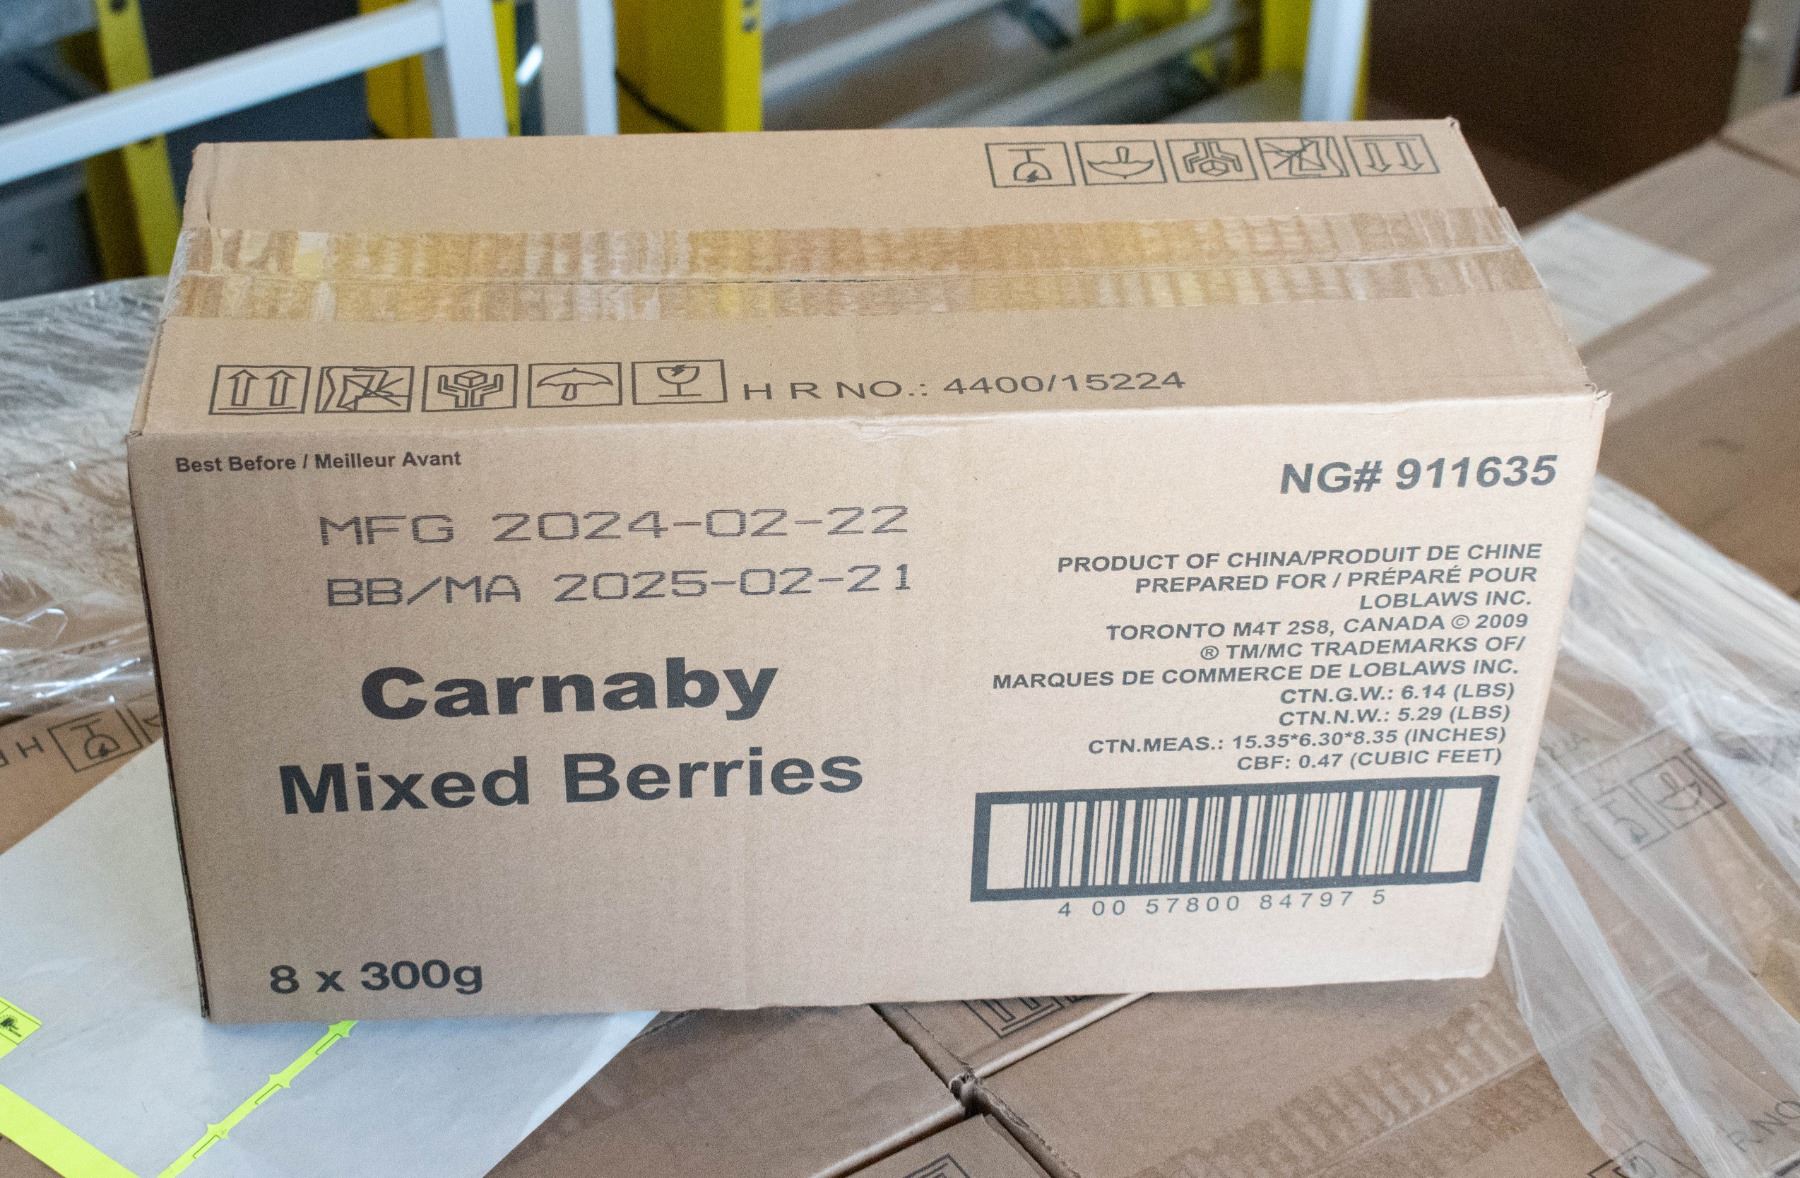 H R NO.: 4400/15224
Best Before / Meilleur Avant
MFG 2024-02-22
BB/MA 2025-02-21
Carnaby
Mixed Berries
8 x 300g
NG# 911635
PRODUCT OF CHINA/PRODUIT DE CHINE
PREPARED FOR / PRÉPARÉ POUR
LOBLAWS INC.
TORONTO M4T 2S8, CANADA © 2009
® TM/MC TRADEMARKS OF/
MARQUES DE COMMERCE DE LOBLAWS INC.
CTN.G.W.: 6.14 (LBS)
CTN.N.W.: 5.29 (LBS)
CTN.MEAS.: 15.35*6.30*8.35 (INCHES)
CBF: 0.47 (CUBIC FEET)
4 00 57800 84797 5
H
R NO